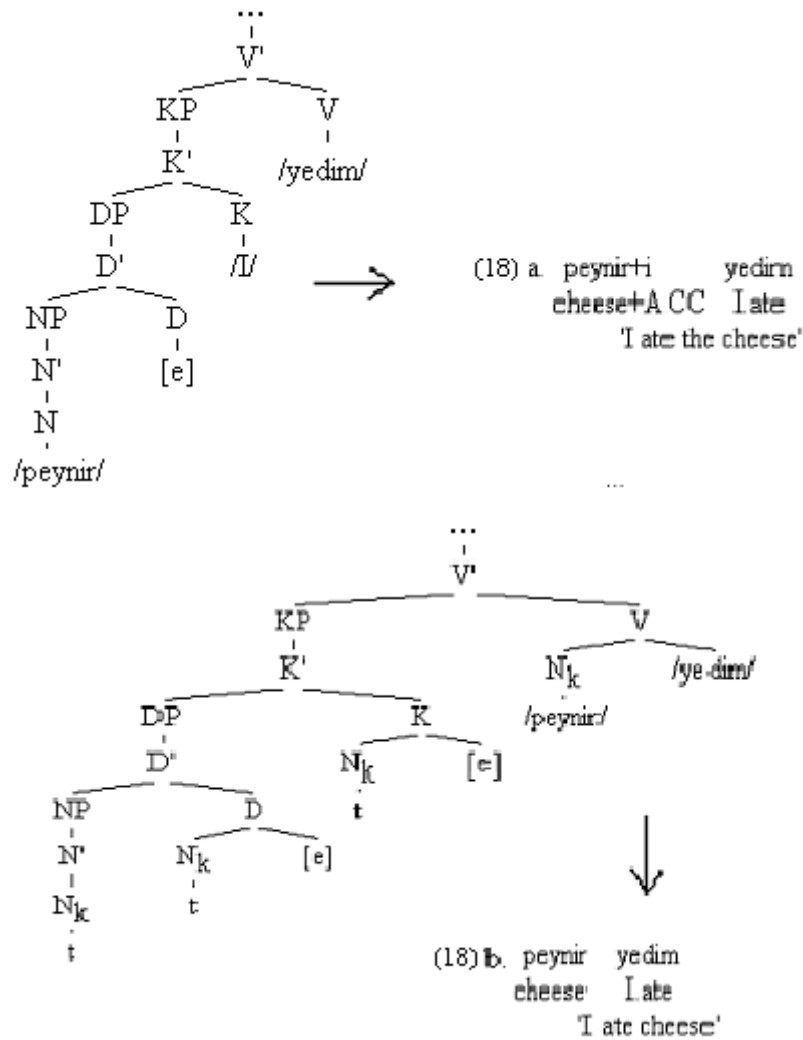 ...
V'
KP V
K' /yedim/
DP K
D' /I/
NP D
N' [e]
N
/peynir/
(18) a. peynir+i yedim
cheese+ACC I ate
'I ate the cheese'
...
...
V'
KP V
K' Nk /ye-dim/
DP K /peynir/
D' Nk [e]
NP D t
N' Nk [e]
Nk t
t
(18) b. peynir yedim
cheese I ate
'I ate cheese'